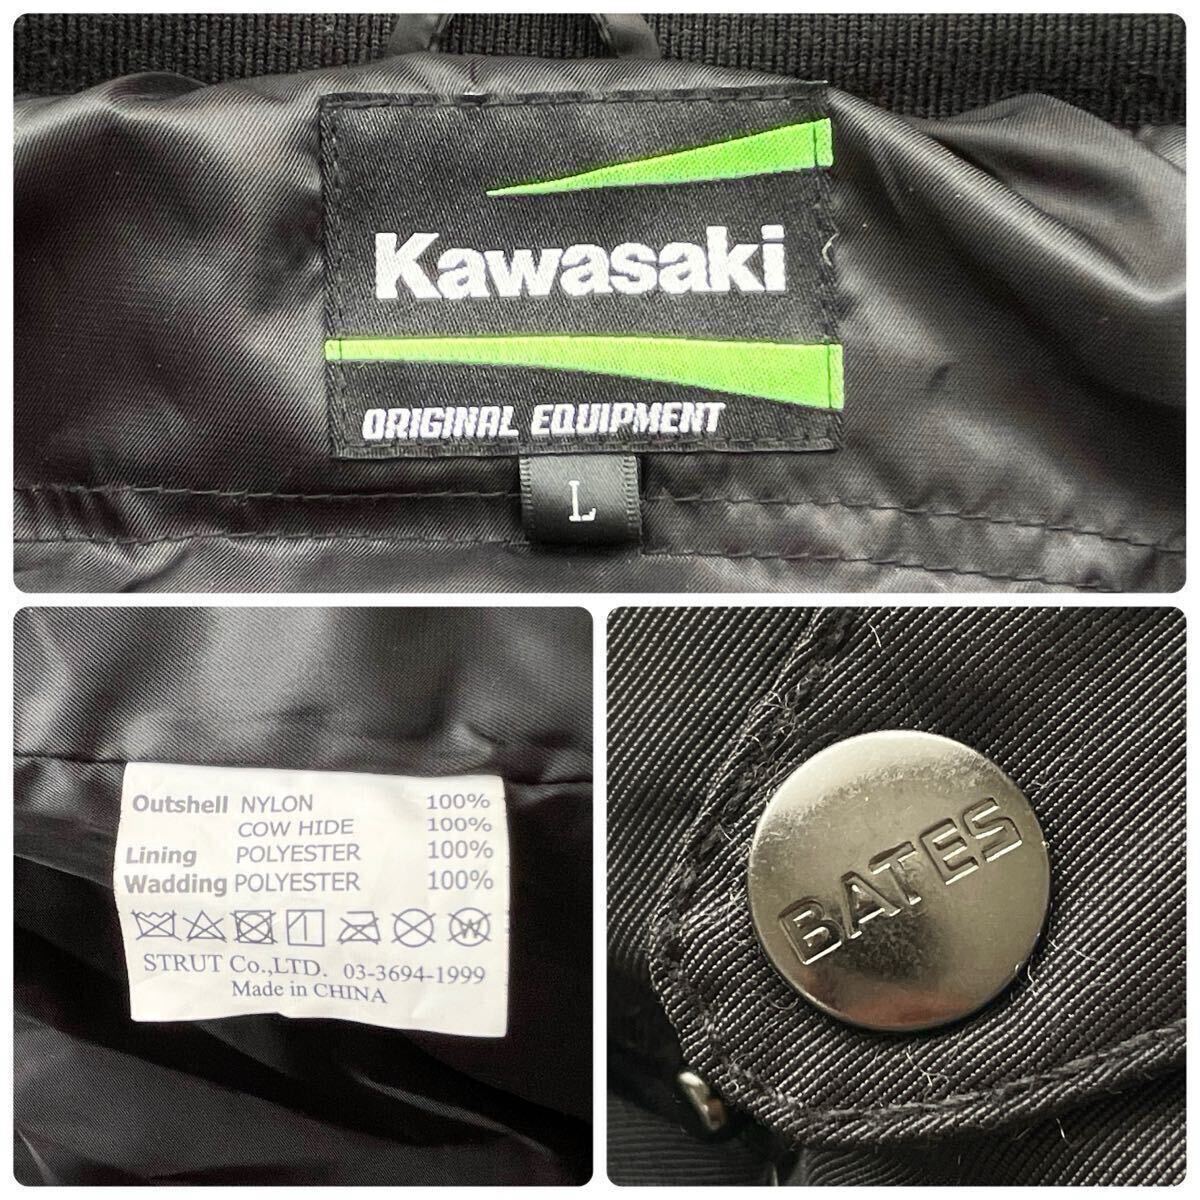 Kawasaki
ORIGINAL EQUIPMENT
L
Outshell NYLON 100%
COW HIDE 100%
Lining POLYESTER 100%
Wadding POLYESTER 100%
W
STRUT Co.,LTD. 03-3694-1999
Made in CHINA
BATES